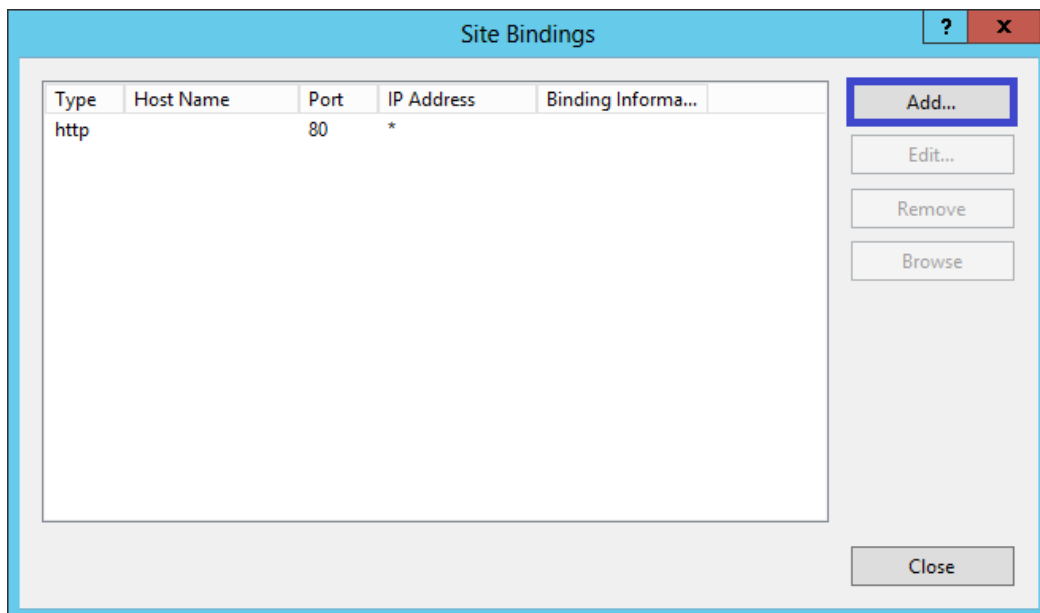 Site Bindings
? x
Type Host Name Port IP Address Binding Informa...
http 80 *
Add...
Edit...
Remove
Browse
Close